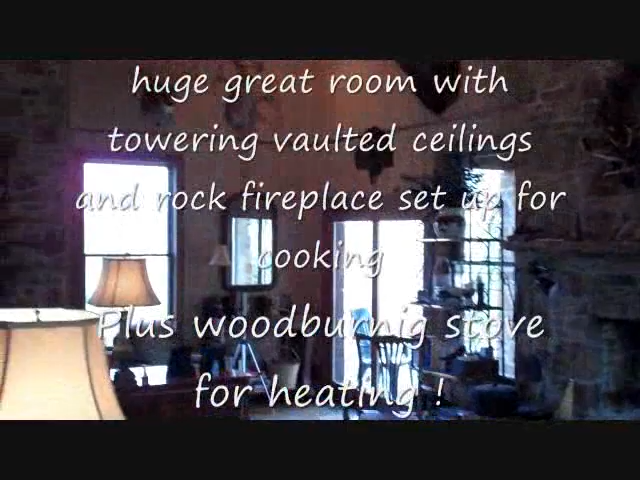 huge great room with
towering vaulted ceilings
and rock fireplace set up for
cooking
Plus woodburnig stove
for heating !